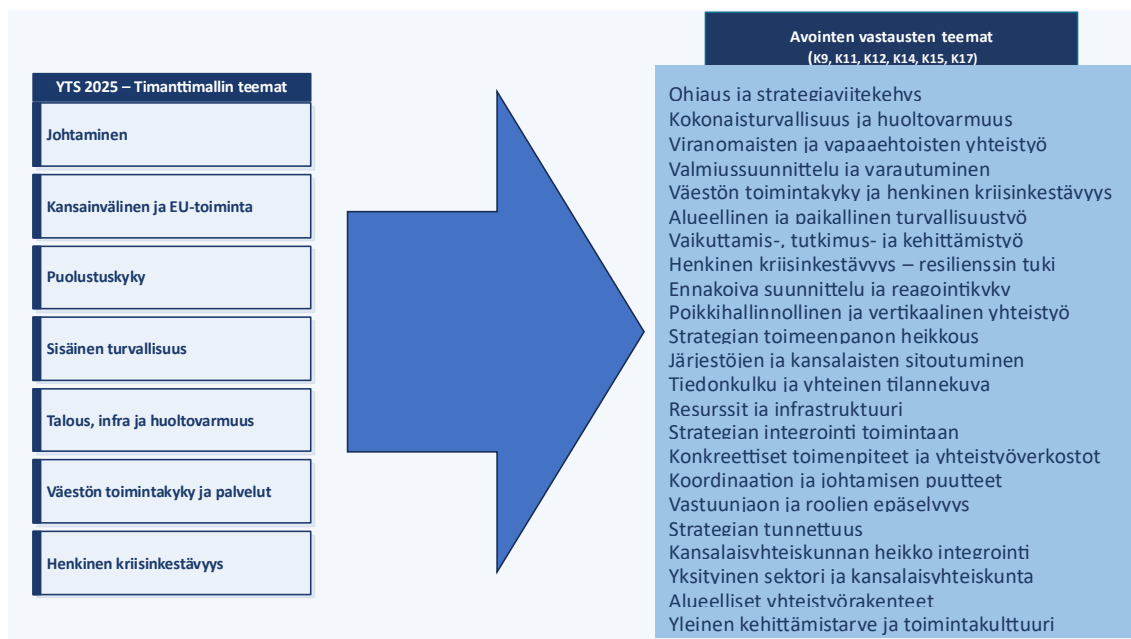 YTS 2025 – Timanttimallin teemat
Johtaminen
Kansainvälinen ja EU-toiminta
Puolustuskyky
Sisäinen turvallisuus
Talous, infra ja huoltovarmuus
Väestön toimintakyky ja palvelut
Henkinen kriisinkestävyys
Avointen vastausten teemat
(K9, K11, K12, K14, K15, K17)
Ohjaus ja strategiaviitekehys
Kokonaisturvallisuus ja huoltovarmuus
Viranomaisten ja vapaaehtoisten yhteistyö
Valmiussuunnittelu ja varautuminen
Väestön toimintakyky ja henkinen kriisinkestävyys
Alueellinen ja paikallinen turvallisuustyö
Vaikuttamis-, tutkimus- ja kehittämistyö
Henkinen kriisinkestävyys – resilienssin tuki
Ennakoiva suunnittelu ja reagointikyky
Poikkihallinnollinen ja vertikaalinen yhteistyö
Strategian toimeenpanon heikkous
Järjestöjen ja kansalaisten sitoutuminen
Tiedonkulku ja yhteinen tilannekuva
Resurssit ja infrastruktuuri
Strategian integrointi toimintaan
Konkreettiset toimenpiteet ja yhteistyöverkostot
Koordinaation ja johtamisen puutteet
Vastuunjaon ja roolien epäselvyys
Strategian tunnettuus
Kansalaisyhteiskunnan heikko integrointi
Yksityinen sektori ja kansalaisyhteiskunta
Alueelliset yhteistyörakenteet
Yleinen kehittämistarve ja toimintakulttuuri